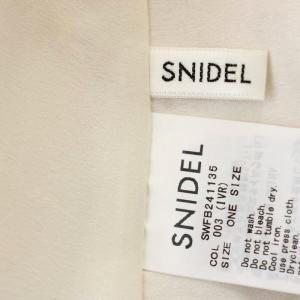 SNIDEL
SNIDEL
SWFB241135
COL 003 (IVR)
SIZE ONE SIZE
Do not wash.
Do not bleach.
Do not tumble dry.
Cool iron.
use press cloth.
Dryclean.